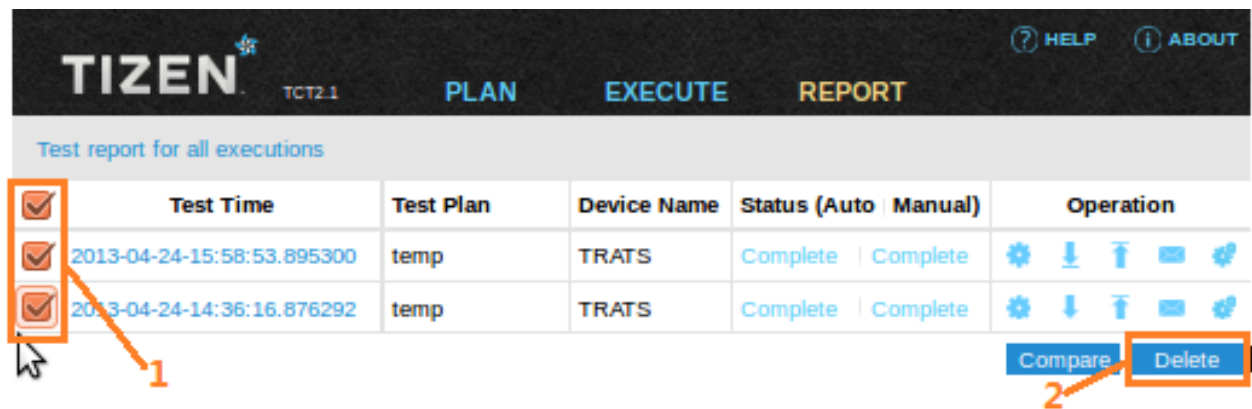 ? HELP i ABOUT
TIZEN TCT2.1 PLAN EXECUTE REPORT
Test report for all executions
Test Time Test Plan Device Name Status (Auto | Manual) Operation
2013-04-24-15:58:53.895300 temp TRATS Complete | Complete
2013-04-24-14:36:16.876292 temp TRATS Complete | Complete
Compare Delete
1
2